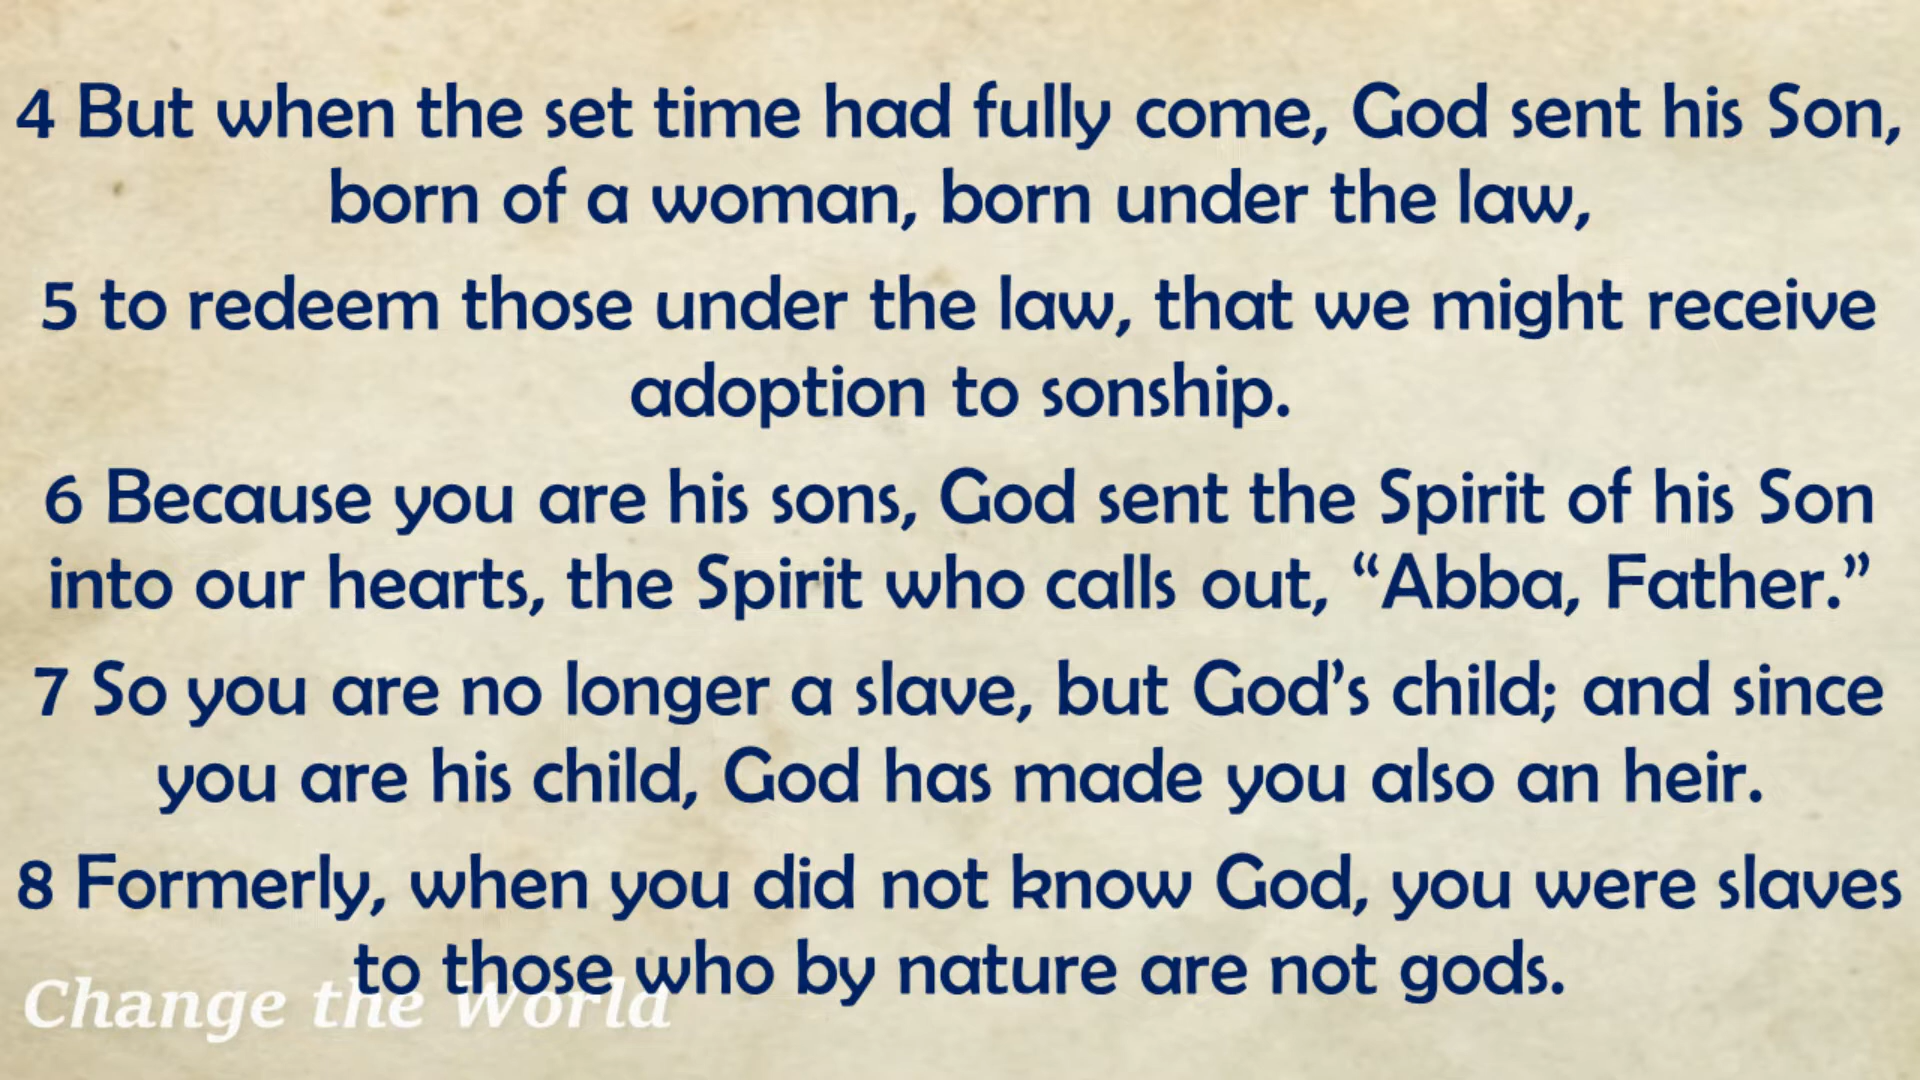 4 But when the set time had fully come, God sent his Son,
born of a woman, born under the law,
5 to redeem those under the law, that we might receive
adoption to sonship.
6 Because you are his sons, God sent the Spirit of his Son
into our hearts, the Spirit who calls out, “Abba, Father.”
7 So you are no longer a slave, but God’s child; and since
you are his child, God has made you also an heir.
8 Formerly, when you did not know God, you were slaves
to those who by nature are not gods.
Change the World